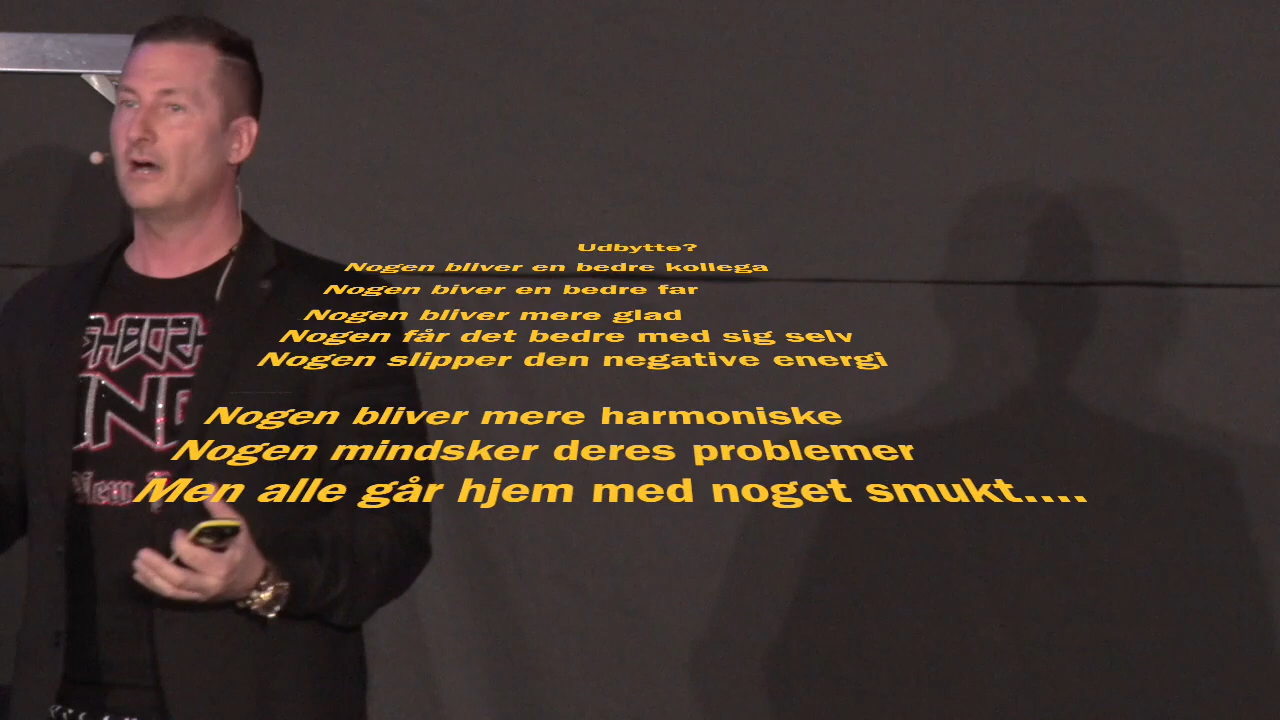 Udbytte?
Nogen bliver en bedre kollega
Nogen biver en bedre far
Nogen bliver mere glad
Nogen får det bedre med sig selv
Nogen slipper den negative energi
Nogen bliver mere harmoniske
Nogen mindsker deres problemer
Men alle går hjem med noget smukt....